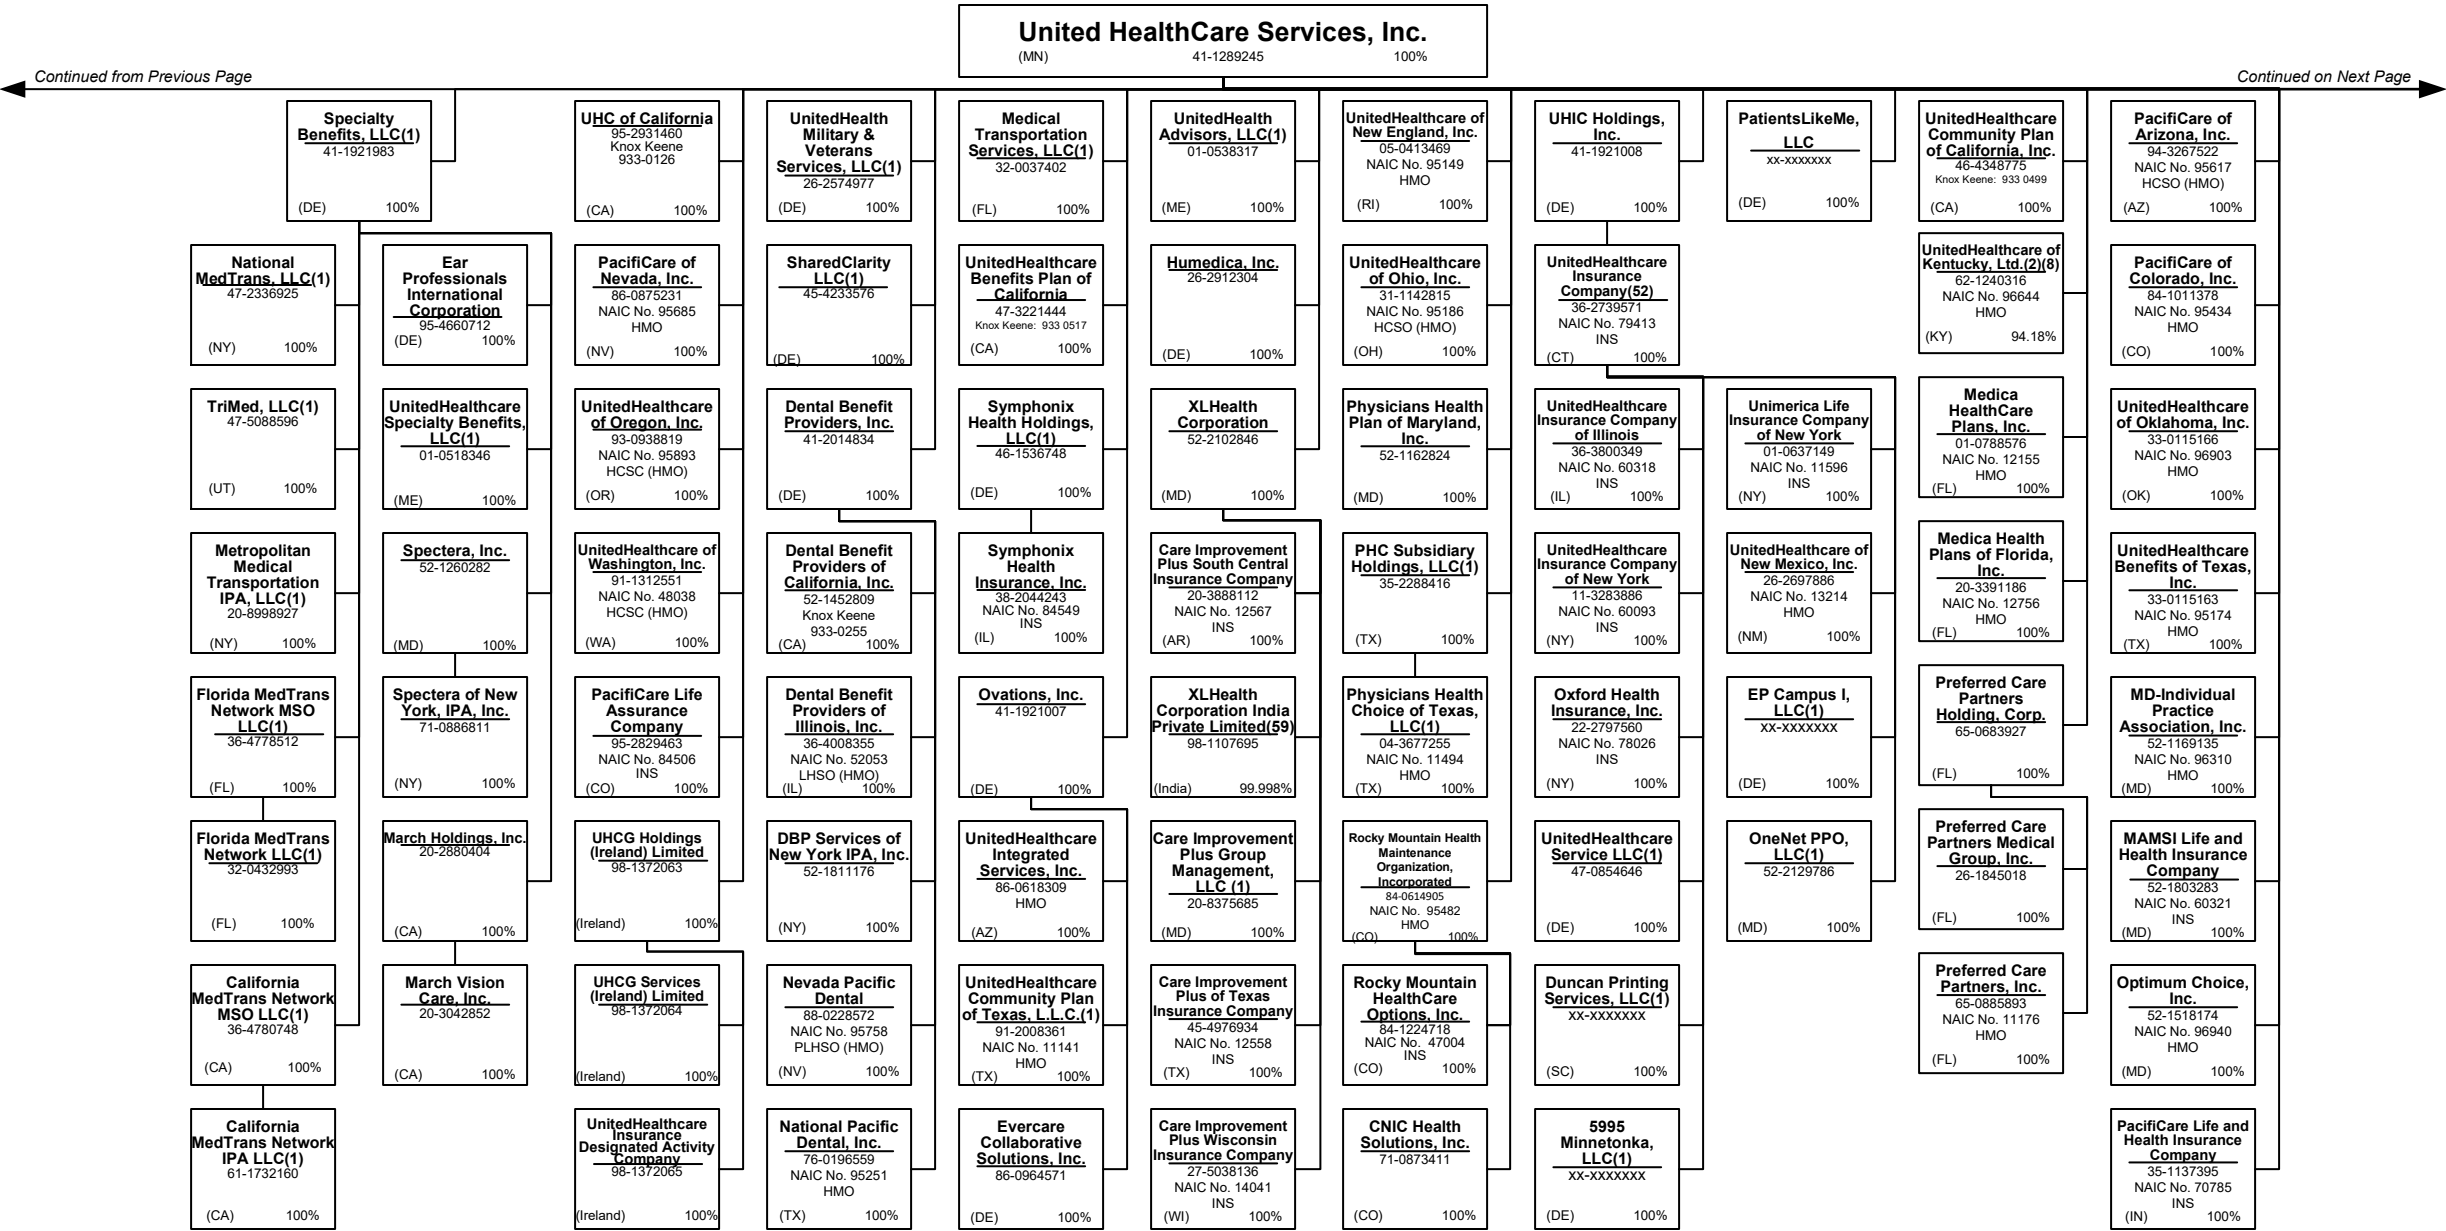 United HealthCare Services, Inc.
(MN) 41-1289245 100%
Continued from Previous Page
Continued on Next Page
Specialty
Benefits, LLC(1)
41-1921983
(DE) 100%
UHC of California
95-2931460
Knox Keene
933-0126
(CA) 100%
UnitedHealth
Military &
Veterans
Services, LLC(1)
26-2574977
(DE) 100%
Medical
Transportation
Services, LLC(1)
32-0037402
(FL) 100%
UnitedHealth
Advisors, LLC(1)
01-0538317
(ME) 100%
UnitedHealthcare of
New England, Inc.
05-0413469
NAIC No. 95149
HMO
(RI) 100%
UHIC Holdings,
Inc.
41-1921008
(DE) 100%
PatientsLikeMe,
LLC
xx-xxxxxxx
(DE) 100%
UnitedHealthcare
Community Plan
of California, Inc.
46-4348775
Knox Keene: 933 0499
(CA) 100%
PacifiCare of
Arizona, Inc.
94-3267522
NAIC No. 95617
HCSO (HMO)
(AZ) 100%
National
MedTrans, LLC(1)
47-2336925
(NY) 100%
Ear
Professionals
International
Corporation
95-4660712
(DE) 100%
PacifiCare of
Nevada, Inc.
86-0875231
NAIC No. 95685
HMO
(NV) 100%
SharedClarity
LLC(1)
45-4233576
(DE) 100%
UnitedHealthcare
Benefits Plan of
California
47-3221444
Knox Keene: 933 0517
(CA) 100%
Humedica, Inc.
26-2912304
(DE) 100%
UnitedHealthcare
of Ohio, Inc.
31-1142815
NAIC No. 95186
HCSO (HMO)
(OH) 100%
UnitedHealthcare
Insurance
Company(52)
36-2739571
NAIC No. 79413
INS
(CT) 100%
UnitedHealthcare of
Kentucky, Ltd.(2)(8)
62-1240316
NAIC No. 96644
HMO
(KY) 94.18%
PacifiCare of
Colorado, Inc.
84-1011378
NAIC No. 95434
HMO
(CO) 100%
TriMed, LLC(1)
47-5088596
(UT) 100%
UnitedHealthcare
Specialty Benefits,
LLC(1)
01-0518346
(ME) 100%
UnitedHealthcare
of Oregon, Inc.
93-0938819
NAIC No. 95893
HCSC (HMO)
(OR) 100%
Dental Benefit
Providers, Inc.
41-2014834
(DE) 100%
Symphonix
Health Holdings,
LLC(1)
46-1536748
(DE) 100%
XLHealth
Corporation
52-2102846
(MD) 100%
Physicians Health
Plan of Maryland,
Inc.
52-1162824
(MD) 100%
UnitedHealthcare
Insurance Company
of Illinois
36-3800349
NAIC No. 60318
INS
(IL) 100%
Unimerica Life
Insurance Company
of New York
01-0637149
NAIC No. 11596
INS
(NY) 100%
Medica
HealthCare
Plans, Inc.
01-0788576
NAIC No. 12155
HMO
(FL) 100%
UnitedHealthcare
of Oklahoma, Inc.
33-0115166
NAIC No. 96903
HMO
(OK) 100%
Metropolitan
Medical
Transportation
IPA, LLC(1)
20-8998927
(NY) 100%
Spectera, Inc.
52-1260282
(MD) 100%
UnitedHealthcare of
Washington, Inc.
91-1312551
NAIC No. 48038
HCSC (HMO)
(WA) 100%
Dental Benefit
Providers of
California, Inc.
52-1452809
Knox Keene
933-0255
(CA) 100%
Symphonix
Health
Insurance, Inc.
38-2044243
NAIC No. 84549
INS
(IL) 100%
Care Improvement
Plus South Central
Insurance Company
20-3888112
NAIC No. 12567
INS
(AR) 100%
PHC Subsidiary
Holdings, LLC(1)
35-2288416
(TX) 100%
UnitedHealthcare
Insurance Company
of New York
11-3283886
NAIC No. 60093
INS
(NY) 100%
UnitedHealthcare of
New Mexico, Inc.
26-2697886
NAIC No. 13214
HMO
(NM) 100%
Medica Health
Plans of Florida,
Inc.
20-3391186
NAIC No. 12756
HMO
(FL) 100%
UnitedHealthcare
Benefits of Texas,
Inc.
33-0115163
NAIC No. 95174
HMO
(TX) 100%
Florida MedTrans
Network MSO
LLC(1)
36-4778512
(FL) 100%
Spectera of New
York, IPA, Inc.
71-0886811
(NY) 100%
PacifiCare Life
Assurance
Company
95-2829463
NAIC No. 84506
INS
(CO) 100%
Dental Benefit
Providers of
Illinois, Inc.
36-4008355
NAIC No. 52053
LHSO (HMO)
(IL) 100%
Ovations, Inc.
41-1921007
(DE) 100%
XLHealth
Corporation India
Private Limited(59)
98-1107695
(India) 99.998%
Physicians Health
Choice of Texas,
LLC(1)
04-3677255
NAIC No. 11494
HMO
(TX) 100%
Oxford Health
Insurance, Inc.
22-2797560
NAIC No. 78026
INS
(NY) 100%
EP Campus I,
LLC(1)
xx-xxxxxxx
(DE) 100%
Preferred Care
Partners
Holding, Corp.
65-0683927
(FL) 100%
MD-Individual
Practice
Association, Inc.
52-1169135
NAIC No. 96310
HMO
(MD) 100%
Florida MedTrans
Network LLC(1)
32-0432993
(FL) 100%
March Holdings, Inc.
20-2880404
(CA) 100%
UHCG Holdings
(Ireland) Limited
98-1372063
(Ireland) 100%
DBP Services of
New York IPA, Inc.
52-1811176
(NY) 100%
UnitedHealthcare
Integrated
Services, Inc.
86-0618309
HMO
(AZ) 100%
Care Improvement
Plus Group
Management,
LLC (1)
20-8375685
(MD) 100%
Rocky Mountain Health
Maintenance
Organization,
Incorporated
84-0614905
NAIC No. 95482
HMO
(CO) 100%
UnitedHealthcare
Service LLC(1)
47-0854646
(DE) 100%
OneNet PPO,
LLC(1)
52-2129786
(MD) 100%
Preferred Care
Partners Medical
Group, Inc.
26-1845018
(FL) 100%
MAMSI Life and
Health Insurance
Company
52-1803283
NAIC No. 60321
INS
(MD) 100%
California
MedTrans Network
MSO LLC(1)
36-4780748
(CA) 100%
March Vision
Care, Inc.
20-3042852
(CA) 100%
UHCG Services
(Ireland) Limited
98-1372064
(Ireland) 100%
Nevada Pacific
Dental
88-0228572
NAIC No. 95758
PLHSO (HMO)
(NV) 100%
UnitedHealthcare
Community Plan
of Texas, L.L.C.(1)
91-2008361
NAIC No. 11141
HMO
(TX) 100%
Care Improvement
Plus of Texas
Insurance Company
45-4976934
NAIC No. 12558
INS
(TX) 100%
Rocky Mountain
HealthCare
Options, Inc.
84-1224718
NAIC No. 47004
INS
(CO) 100%
Duncan Printing
Services, LLC(1)
xx-xxxxxxx
(SC) 100%
Preferred Care
Partners, Inc.
65-0885893
NAIC No. 11176
HMO
(FL) 100%
Optimum Choice,
Inc.
52-1518174
NAIC No. 96940
HMO
(MD) 100%
California
MedTrans Network
IPA LLC(1)
61-1732160
(CA) 100%
UnitedHealthcare
Insurance
Designated Activity
Company
98-1372065
(Ireland) 100%
National Pacific
Dental, Inc.
76-0196559
NAIC No. 95251
HMO
(TX) 100%
Evercare
Collaborative
Solutions, Inc.
86-0964571
(DE) 100%
Care Improvement
Plus Wisconsin
Insurance Company
27-5038136
NAIC No. 14041
INS
(WI) 100%
CNIC Health
Solutions, Inc.
71-0873411
(CO) 100%
5995
Minnetonka,
LLC(1)
xx-xxxxxxx
(DE) 100%
PacifiCare Life and
Health Insurance
Company
35-1137395
NAIC No. 70785
INS
(IN) 100%